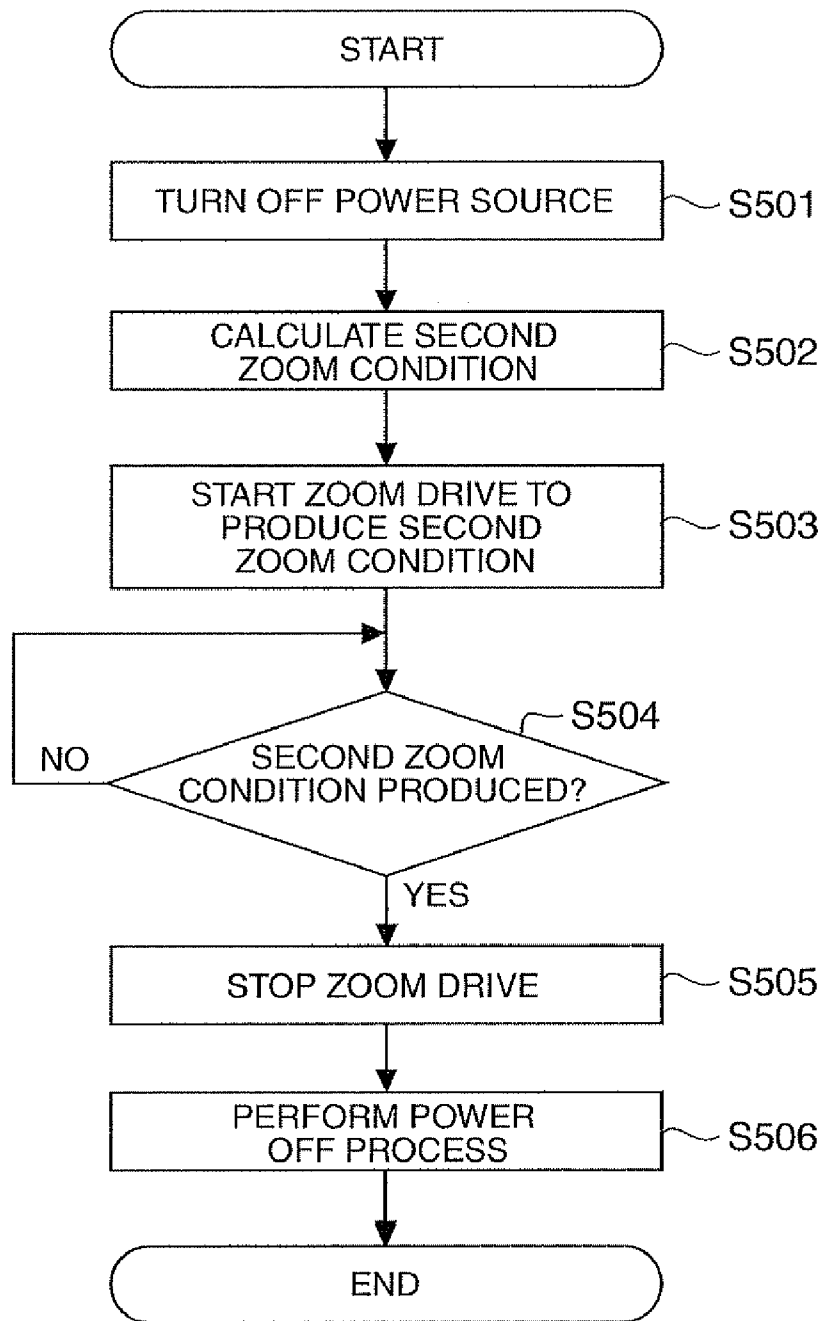 START
TURN OFF POWER SOURCE
S501
CALCULATE SECOND
ZOOM CONDITION
S502
START ZOOM DRIVE TO
PRODUCE SECOND
ZOOM CONDITION
S503
S504
SECOND ZOOM
CONDITION PRODUCED?
NO
YES
STOP ZOOM DRIVE
S505
PERFORM POWER
OFF PROCESS
S506
END